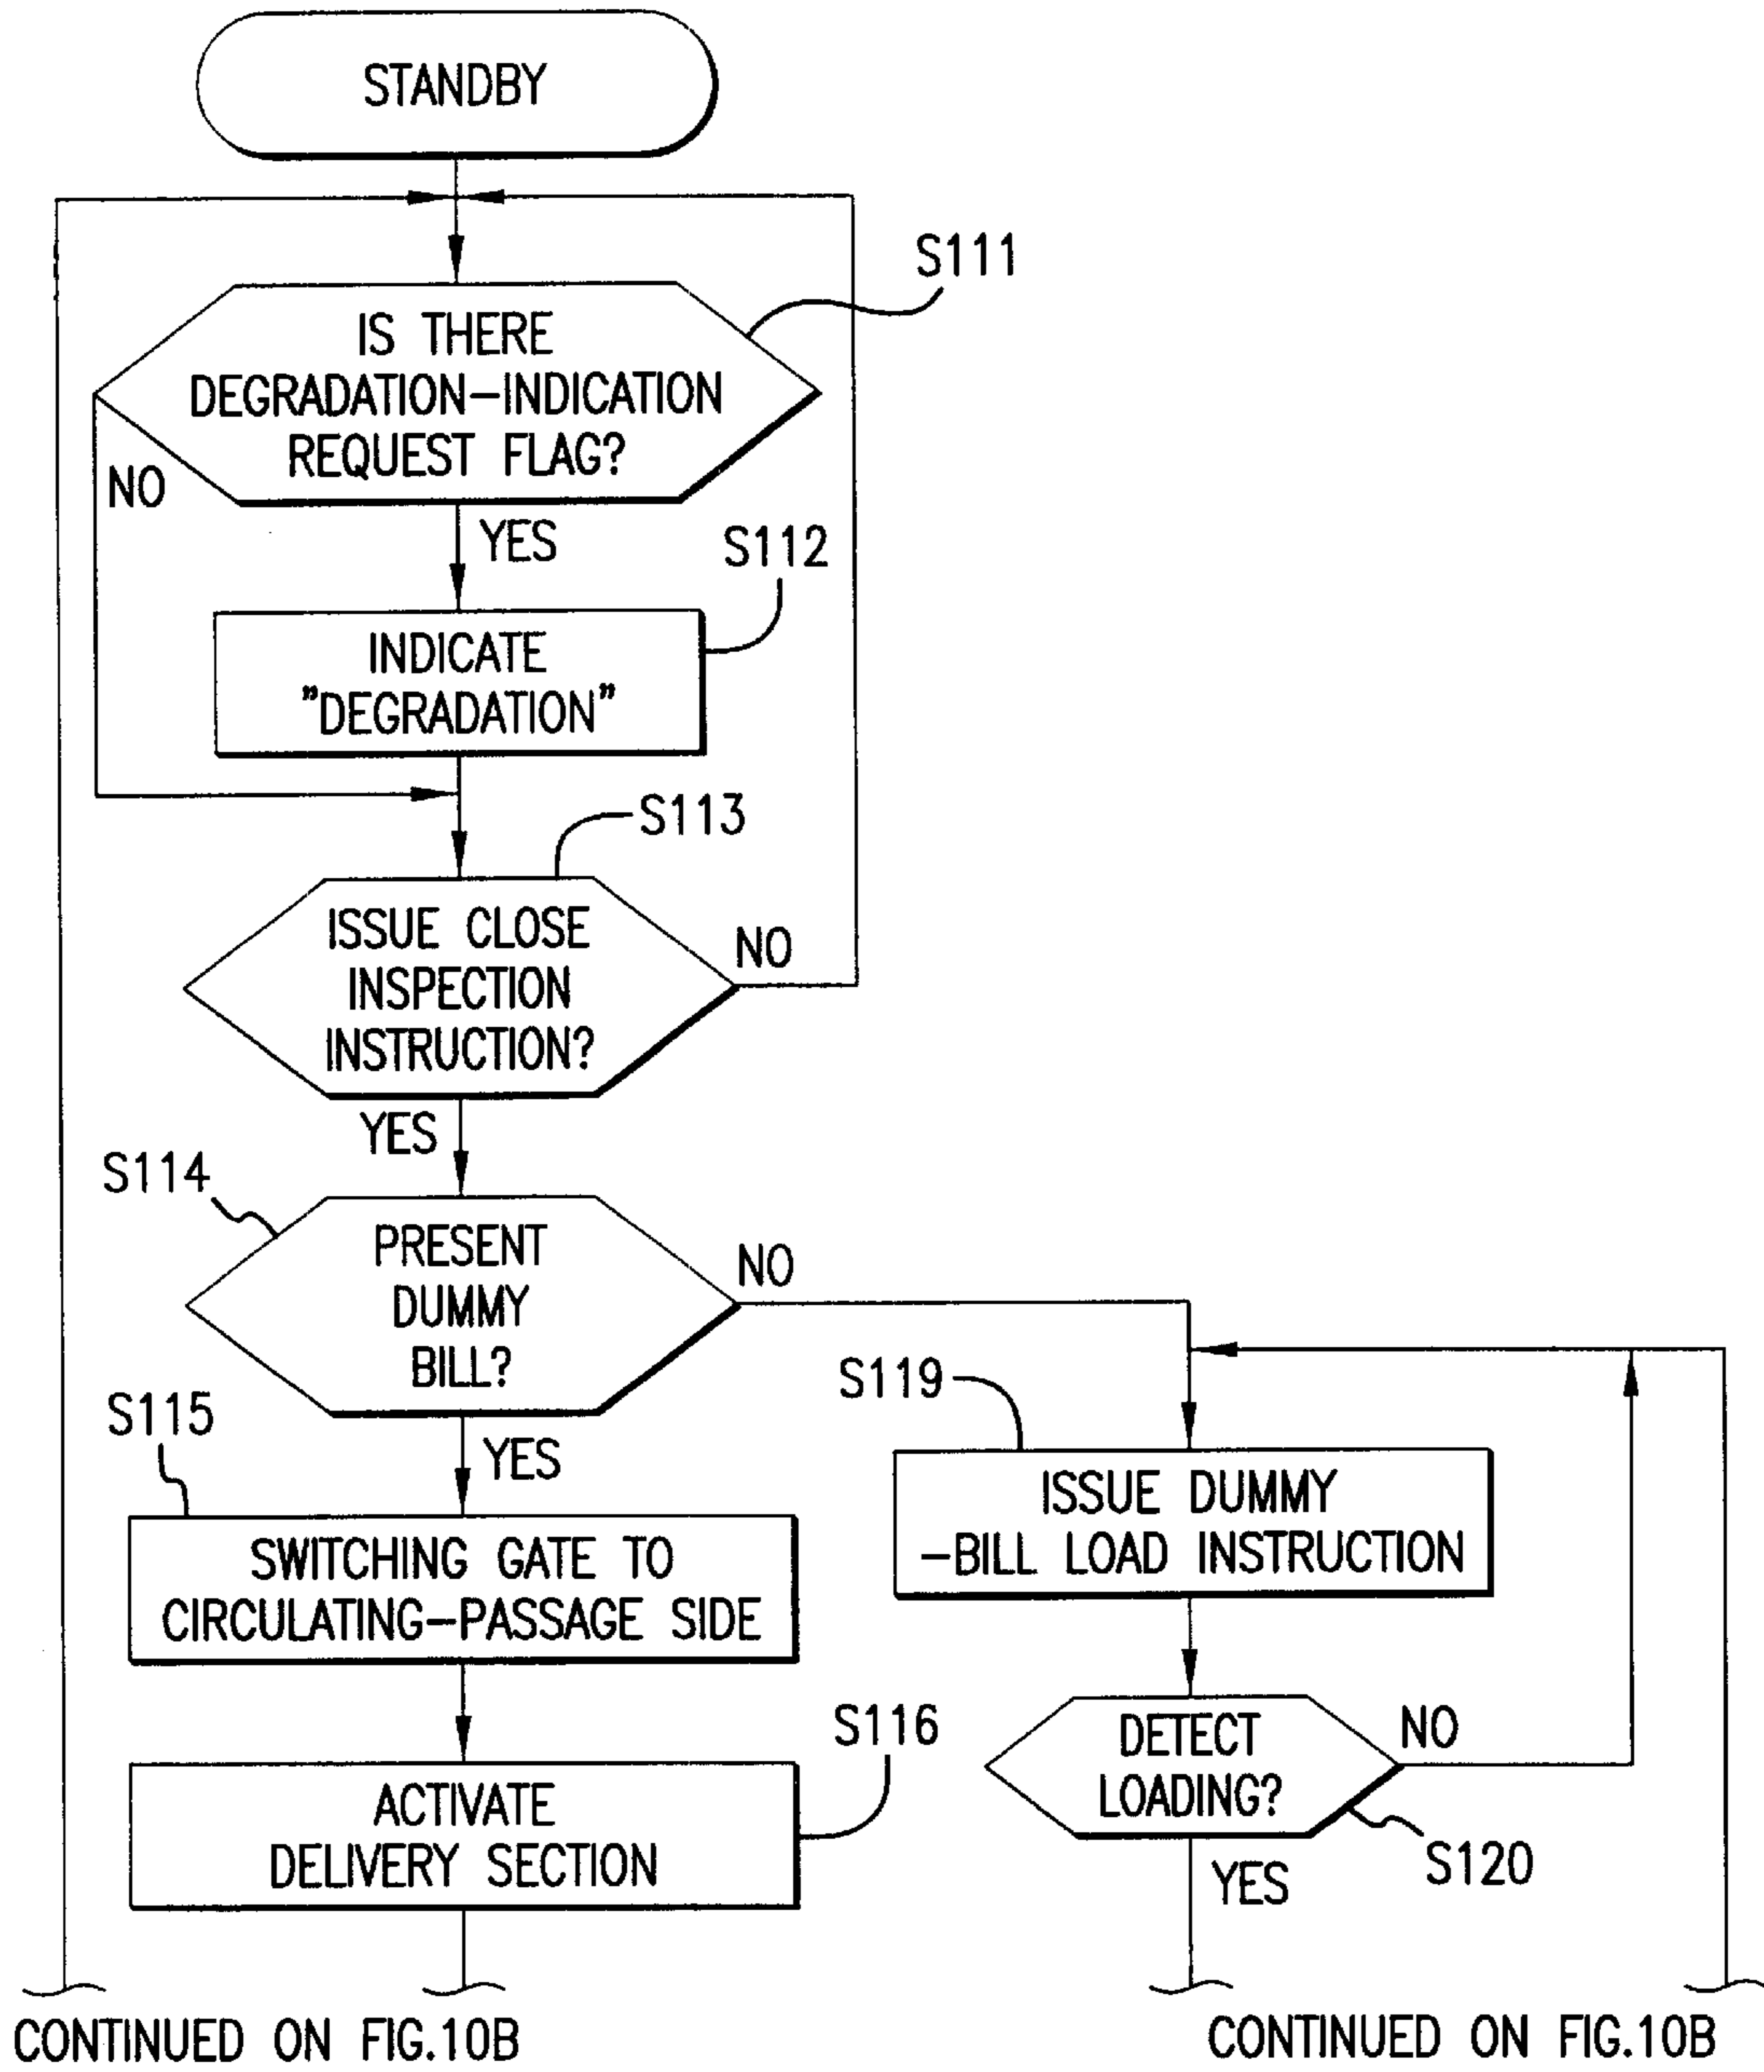 STANDBY
S111
IS THERE
DEGRADATION-INDICATION
REQUEST FLAG?
NO
YES
S112
INDICATE
"DEGRADATION"
S113
ISSUE CLOSE
INSPECTION
INSTRUCTION?
NO
YES
S114
PRESENT
DUMMY
BILL?
NO
S115
YES
SWITCHING GATE TO
CIRCULATING-PASSAGE SIDE
S116
ACTIVATE
DELIVERY SECTION
S119
ISSUE DUMMY
-BILL LOAD INSTRUCTION
DETECT
LOADING?
NO
S120
YES
CONTINUED ON FIG.10B
CONTINUED ON FIG.10B